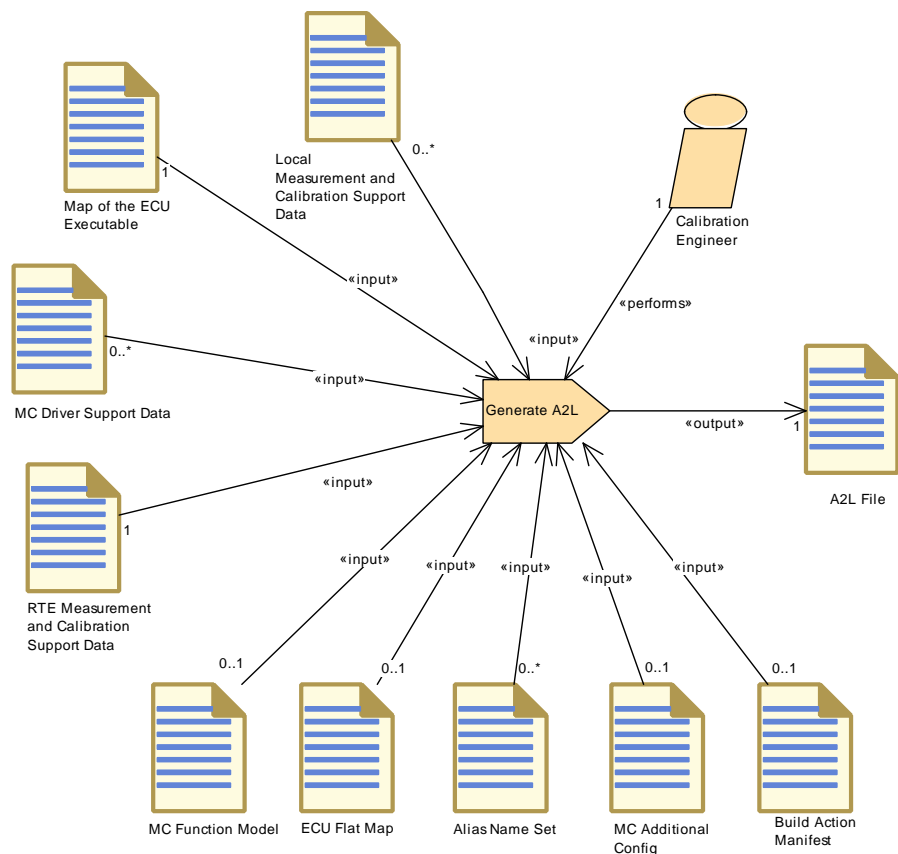 0..*
Local
Measurement and
Calibration Support
Data
1
Map of the ECU
Executable
1
Calibration
Engineer
«input»
«performs»
0..*
«input»
«input»
MC Driver Support Data
Generate A2L
«output»
1
A2L File
«input»
1
RTE Measurement
and Calibration
Support Data
«input»
«input»
«input»
«input»
«input»
0..1
0..1
0..*
0..1
0..1
MC Function Model
ECU Flat Map
Alias Name Set
MC Additional
Config
Build Action
Manifest